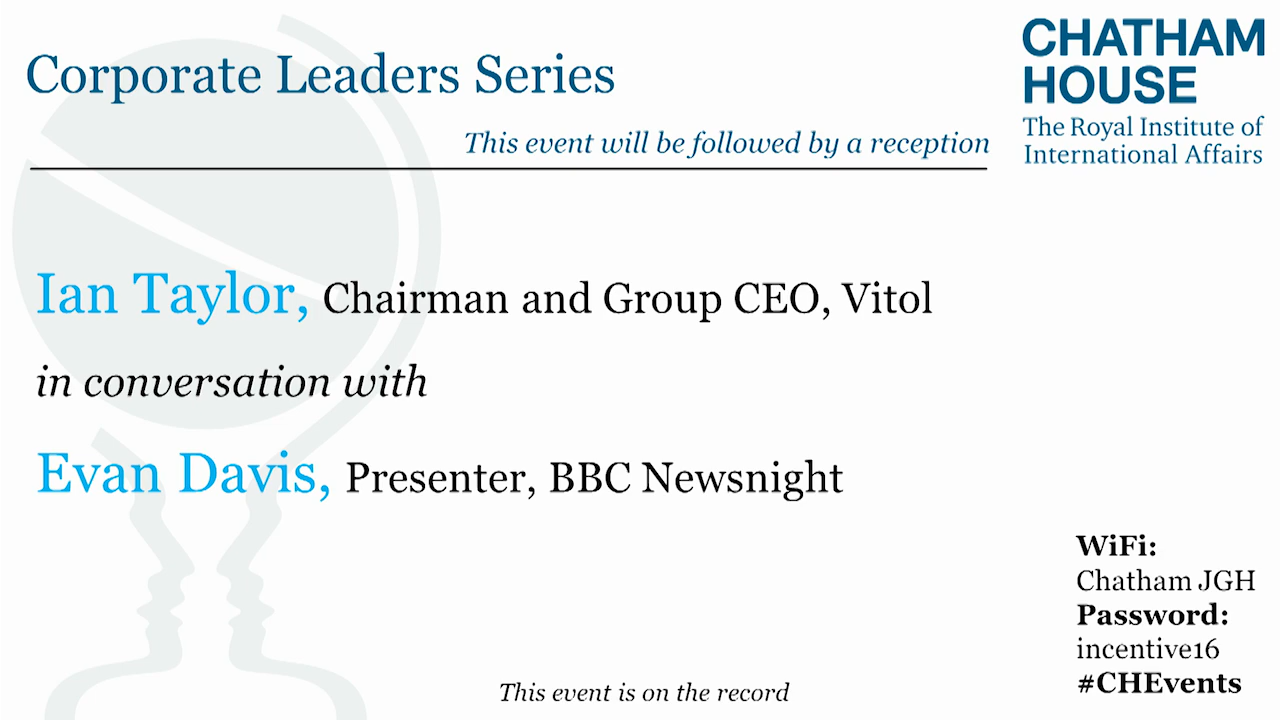 Corporate Leaders Series
This event will be followed by a reception
CHATHAM
HOUSE
The Royal Institute of
International Affairs
Ian Taylor, Chairman and Group CEO, Vitol
in conversation with
Evan Davis, Presenter, BBC Newsnight
WiFi:
Chatham JGH
Password:
incentive16
#CHEvents
This event is on the record